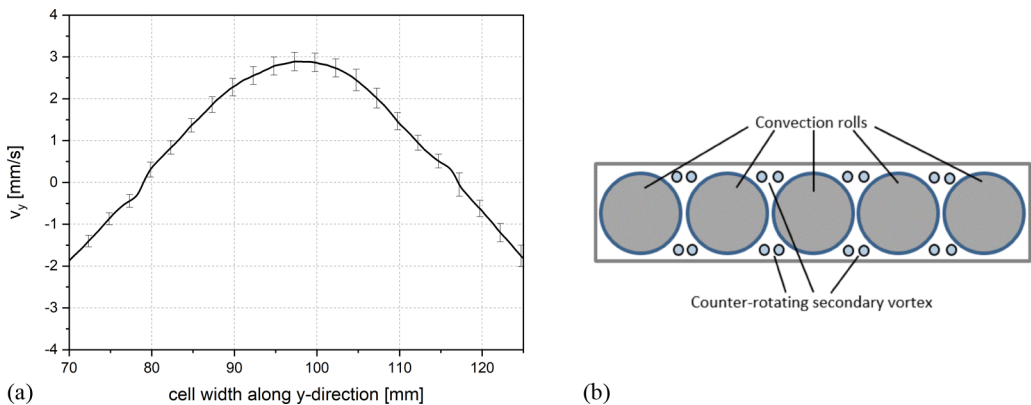 4
3
2
1
0
-1
-2
-3
-4
v_y [mm/s]
70
80
90
100
110
120
cell width along y-direction [mm]
(a)
Convection rolls
Counter-rotating secondary vortex
(b)